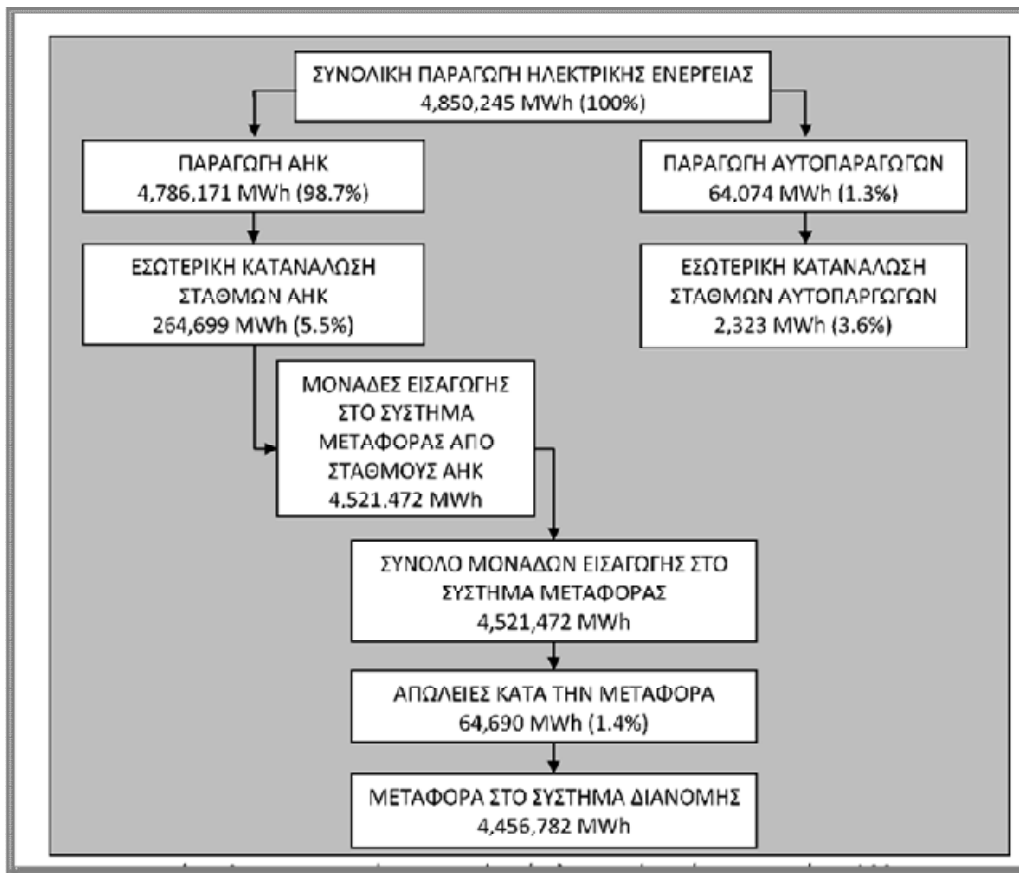 ΣΥΝΟΛΙΚΗ ΠΑΡΑΓΩΓΗ ΗΛΕΚΤΡΙΚΗΣ ΕΝΕΡΓΕΙΑΣ
4,850,245 MWh (100%)
ΠΑΡΑΓΩΓΗ ΑΗΚ
4,786,171 MWh (98.7%)
ΠΑΡΑΓΩΓΗ ΑΥΤΟΠΑΡΑΓΩΓΩΝ
64,074 MWh (1.3%)
ΕΣΩΤΕΡΙΚΗ ΚΑΤΑΝΑΛΩΣΗ
ΣΤΑΘΜΩΝ ΑΗΚ
264,699 MWh (5.5%)
ΕΣΩΤΕΡΙΚΗ ΚΑΤΑΝΑΛΩΣΗ
ΣΤΑΘΜΩΝ ΑΥΤΟΠΑΡΓΩΓΩΝ
2,323 MWh (3.6%)
ΜΟΝΑΔΕΣ ΕΙΣΑΓΩΓΗΣ
ΣΤΟ ΣΥΣΤΗΜΑ
ΜΕΤΑΦΟΡΑΣ ΑΠΟ
ΣΤΑΘΜΟΥΣ ΑΗΚ
4,521,472 MWh
ΣΥΝΟΛΟ ΜΟΝΑΔΩΝ ΕΙΣΑΓΩΓΗΣ ΣΤΟ
ΣΥΣΤΗΜΑ ΜΕΤΑΦΟΡΑΣ
4,521,472 MWh
ΑΠΩΛΕΙΕΣ ΚΑΤΑ ΤΗΝ ΜΕΤΑΦΟΡΑ
64,690 MWh (1.4%)
ΜΕΤΑΦΟΡΑ ΣΤΟ ΣΥΣΤΗΜΑ ΔΙΑΝΟΜΗΣ
4,456,782 MWh